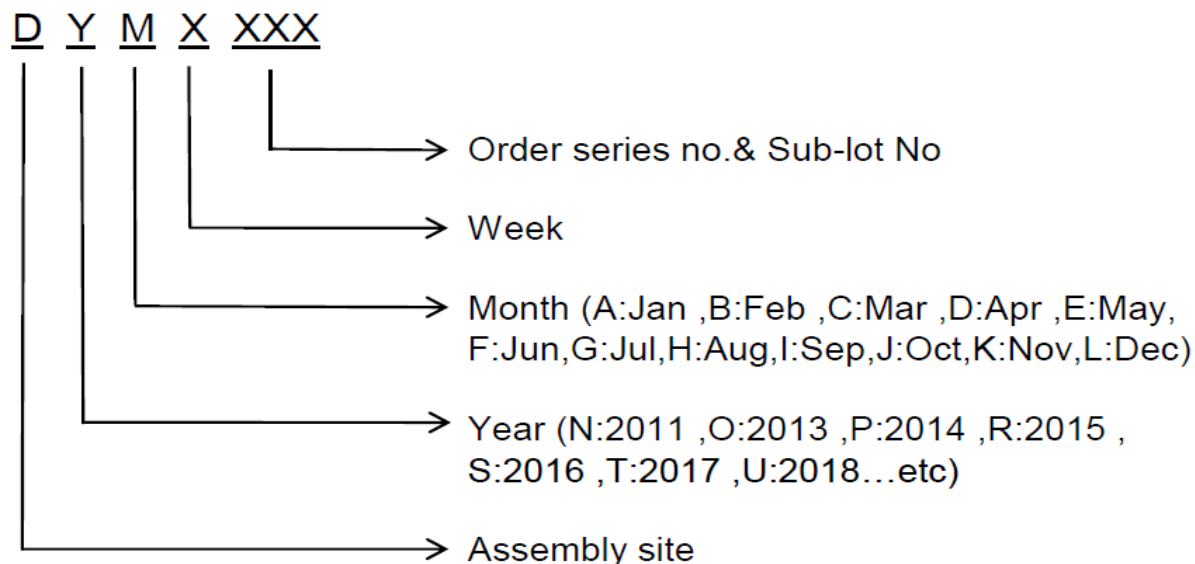 D Y M X XXX
Order series no.& Sub-lot No
Week
Month (A:Jan ,B:Feb ,C:Mar ,D:Apr ,E:May,
F:Jun,G:Jul,H:Aug,I:Sep,J:Oct,K:Nov,L:Dec)
Year (N:2011 ,O:2013 ,P:2014 ,R:2015 ,
S:2016 ,T:2017 ,U:2018...etc)
Assembly site